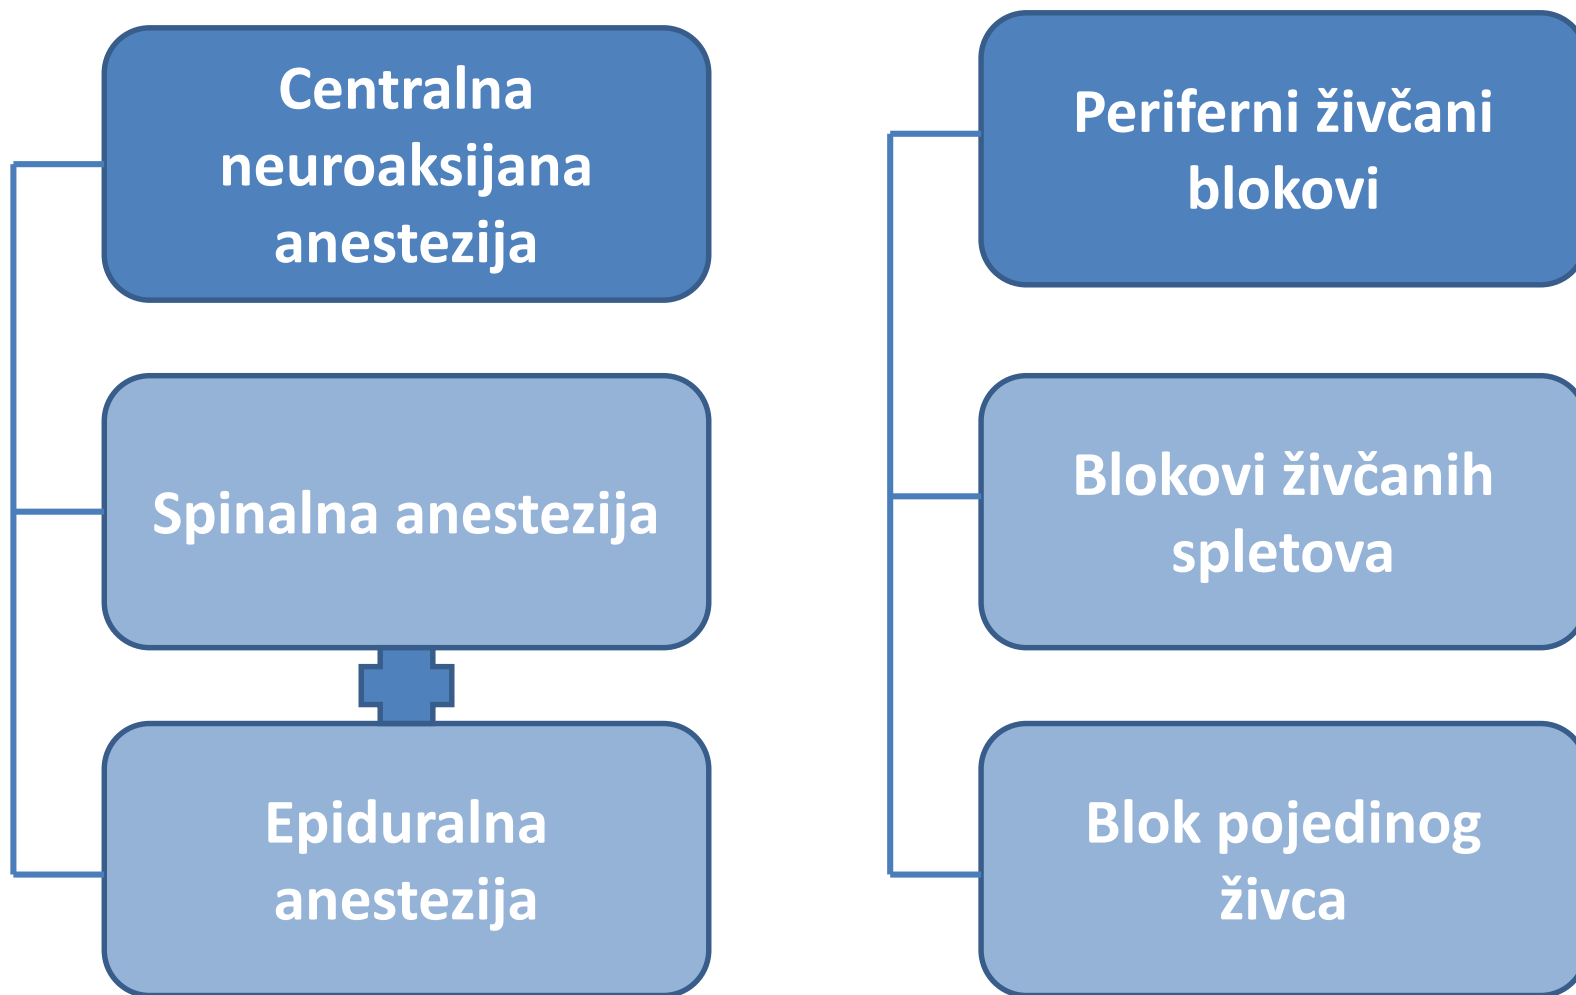 Centralna
neuroaksijana
anestezija
Spinalna anestezija
Epiduralna
anestezija
Periferni živčani
blokovi
Blokovi živčanih
spletova
Blok pojedinog
živca